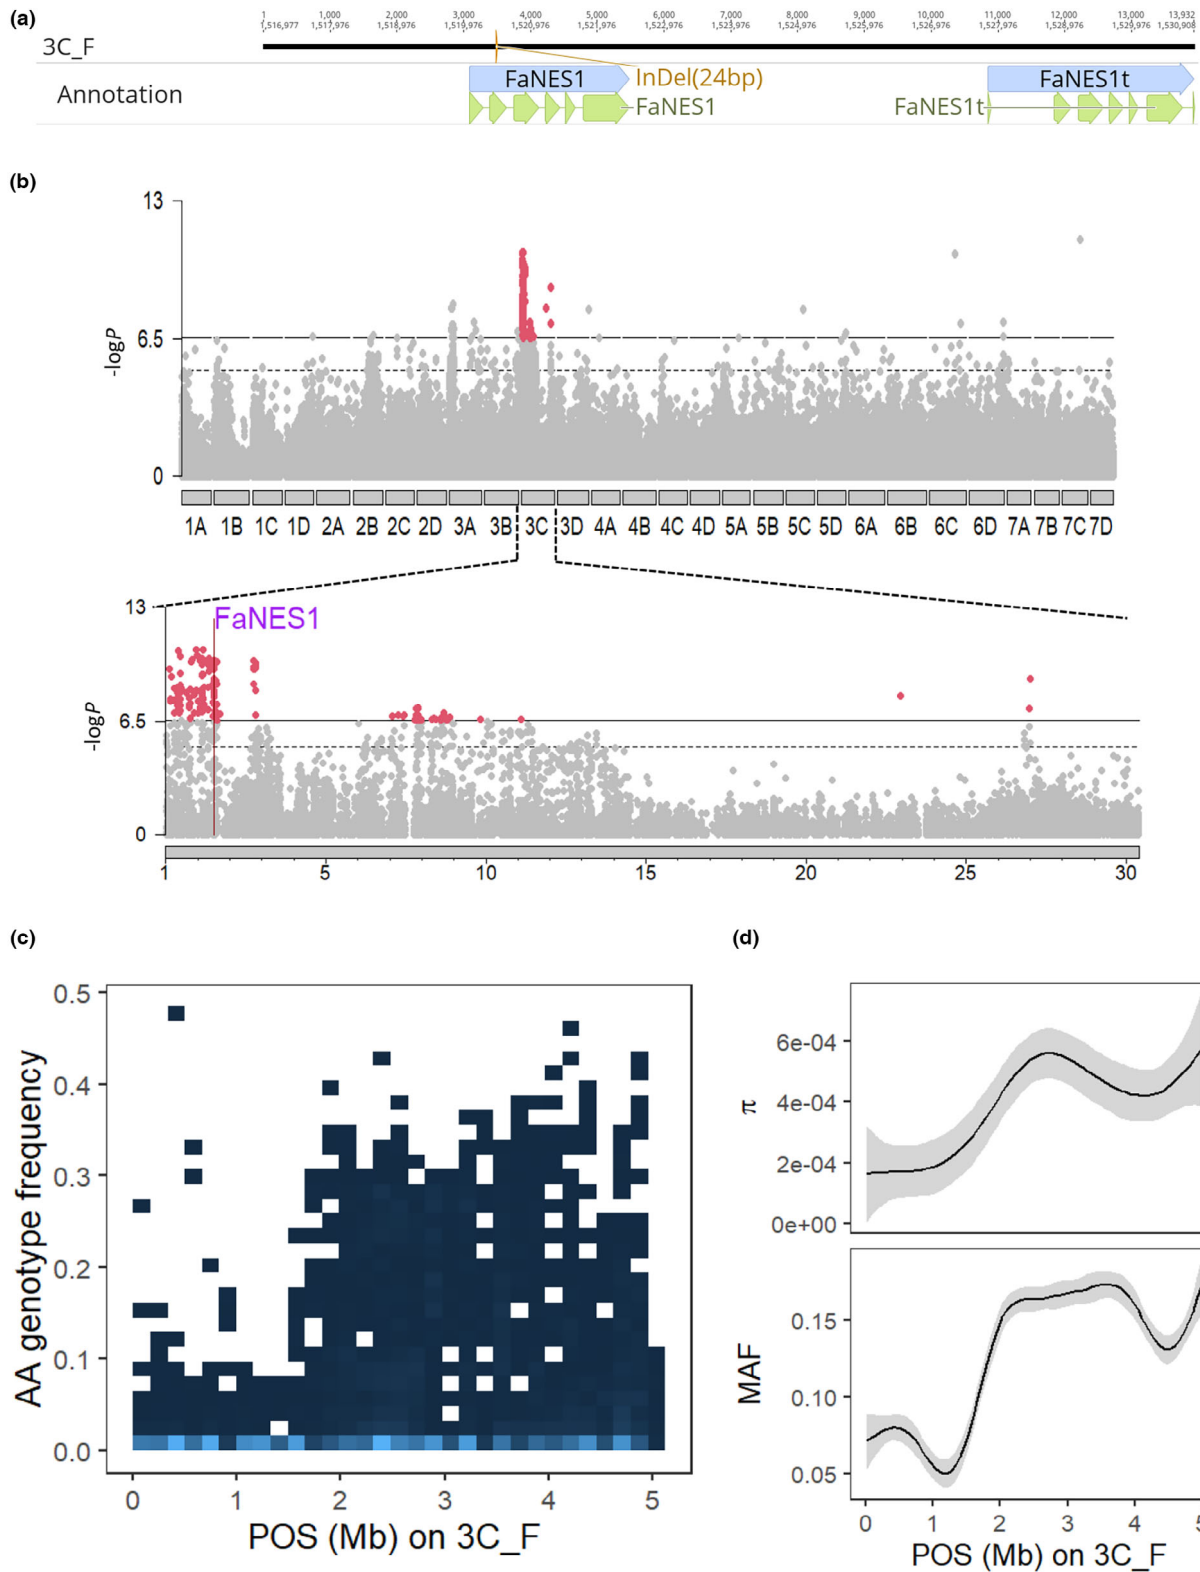 (a)
1 1,000 2,000 3,000 4,000 5,000 6,000 7,000 8,000 9,000 10,000 11,000 12,000 13,000 13,932
1,516,977 1,517,976 1,518,976 1,519,976 1,520,976 1,521,976 1,522,976 1,523,976 1,524,976 1,525,976 1,526,976 1,527,976 1,528,976 1,529,976 1,530,908
3C_F
FaNES1 InDel(24bp) FaNES1t
Annotation
FaNES1 FaNES1t
(b)
13
6.5
0
-logP
1A 1B 1C 1D 2A 2B 2C 2D 3A 3B 3C 3D 4A 4B 4C 4D 5A 5B 5C 5D 6A 6B 6C 6D 7A 7B 7C 7D
13
FaNES1
6.5
0
-logP
1 5 10 15 20 25 30
(c)
0.5
0.4
0.3
0.2
0.1
0.0
AA genotype frequency
0 1 2 3 4 5
POS (Mb) on 3C_F
(d)
6e-04
4e-04
2e-04
0e+00
π
0.15
0.10
0.05
MAF
0 1 2 3 4 5
POS (Mb) on 3C_F